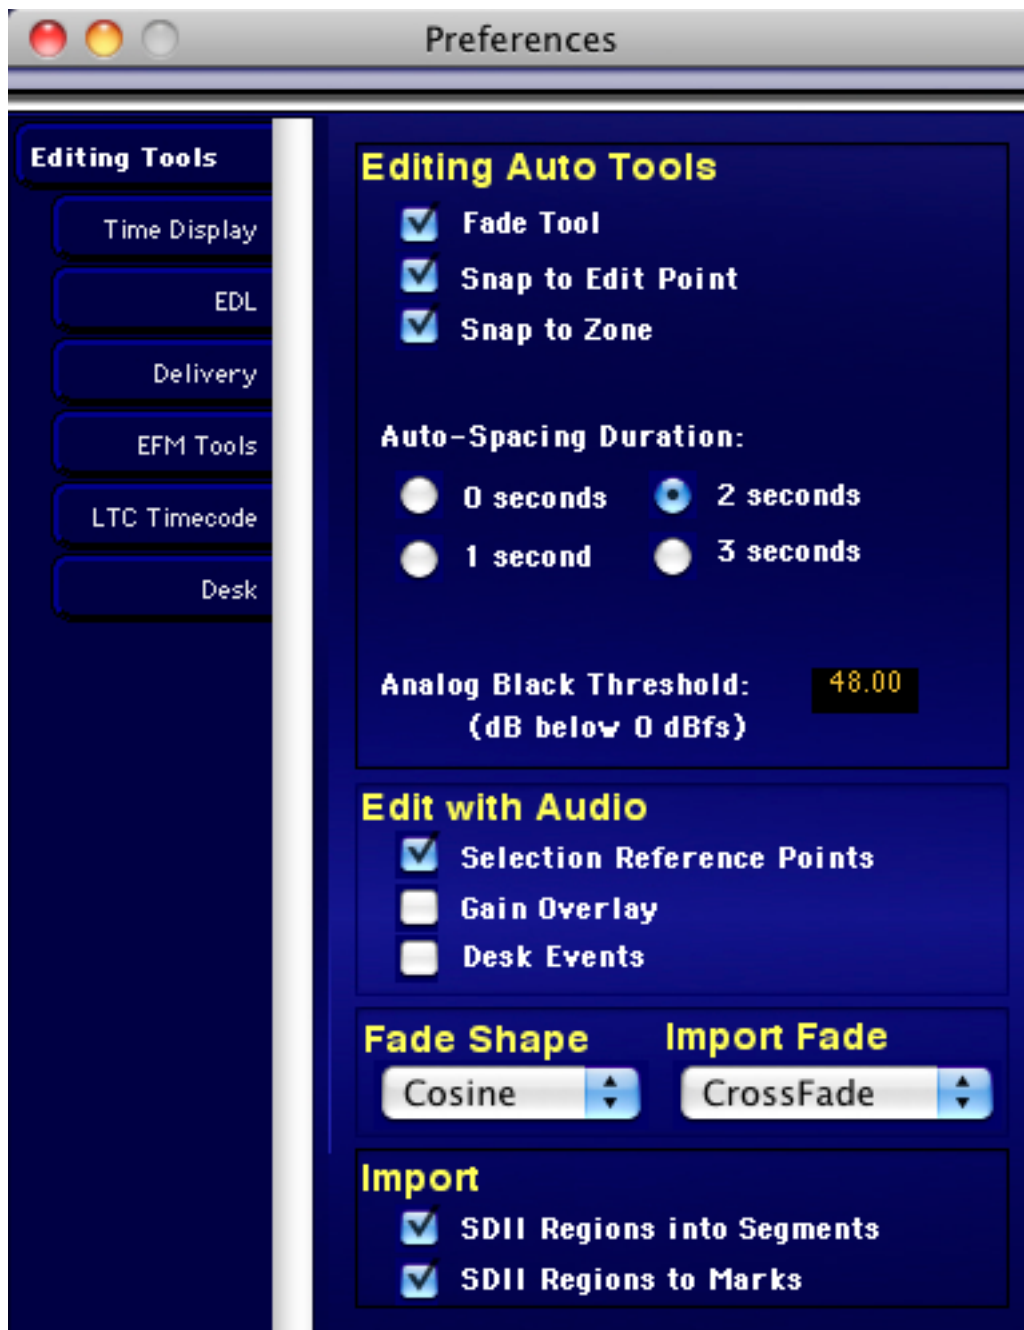 Preferences
Editing Tools
Time Display
EDL
Delivery
EFM Tools
LTC Timecode
Desk
Editing Auto Tools
Fade Tool
Snap to Edit Point
Snap to Zone
Auto-Spacing Duration:
0 seconds
2 seconds
1 second
3 seconds
Analog Black Threshold: 48.00
(dB below 0 dBfs)
Edit with Audio
Selection Reference Points
Gain Overlay
Desk Events
Fade Shape
Import Fade
Cosine
CrossFade
Import
SDII Regions into Segments
SDII Regions to Marks